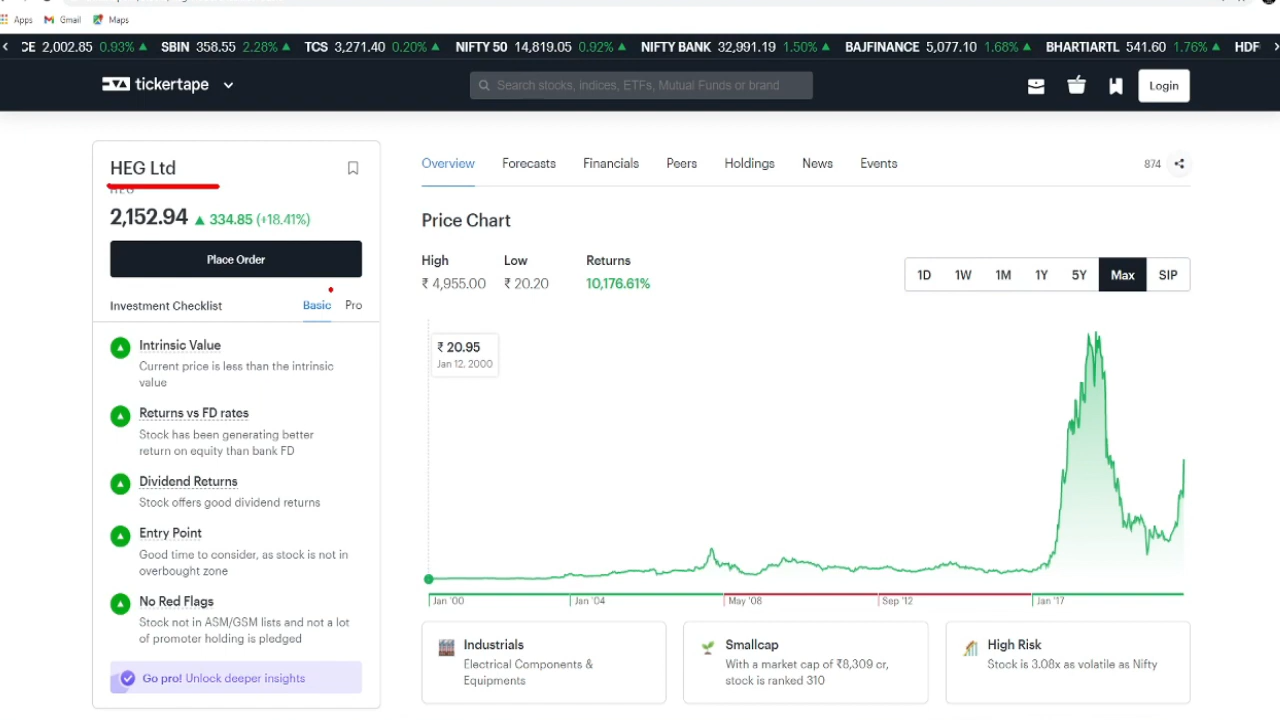 Apps Gmail Maps
CE 2,002.85 0.93% SBIN 358.55 2.28% TCS 3,271.40 0.20% NIFTY 50 14,819.05 0.92% NIFTY BANK 32,991.19 1.50% BAJFINANCE 5,077.10 1.68% BHARTIARTL 541.60 1.76% HDF
tickertape
Search stocks, indices, ETFs, Mutual Funds or brand
Login
HEG Ltd
HEG
2,152.94 334.85 (+18.41%)
Place Order
Investment Checklist Basic Pro
Intrinsic Value
Current price is less than the intrinsic
value
Returns vs FD rates
Stock has been generating better
return on equity than bank FD
Dividend Returns
Stock offers good dividend returns
Entry Point
Good time to consider, as stock is not in
overbought zone
No Red Flags
Stock not in ASM/GSM lists and not a lot
of promoter holding is pledged
Go pro! Unlock deeper insights
Overview Forecasts Financials Peers Holdings News Events 874
Price Chart
High Low Returns
₹ 4,955.00 ₹ 20.20 10,176.61%
1D 1W 1M 1Y 5Y Max SIP
₹ 20.95
Jan 12, 2000
Jan '00 Jan '04 May '08 Sep '12 Jan '17
Industrials
Electrical Components &
Equipments
Smallcap
With a market cap of ₹8,309 cr,
stock is ranked 310
High Risk
Stock is 3.08x as volatile as Nifty